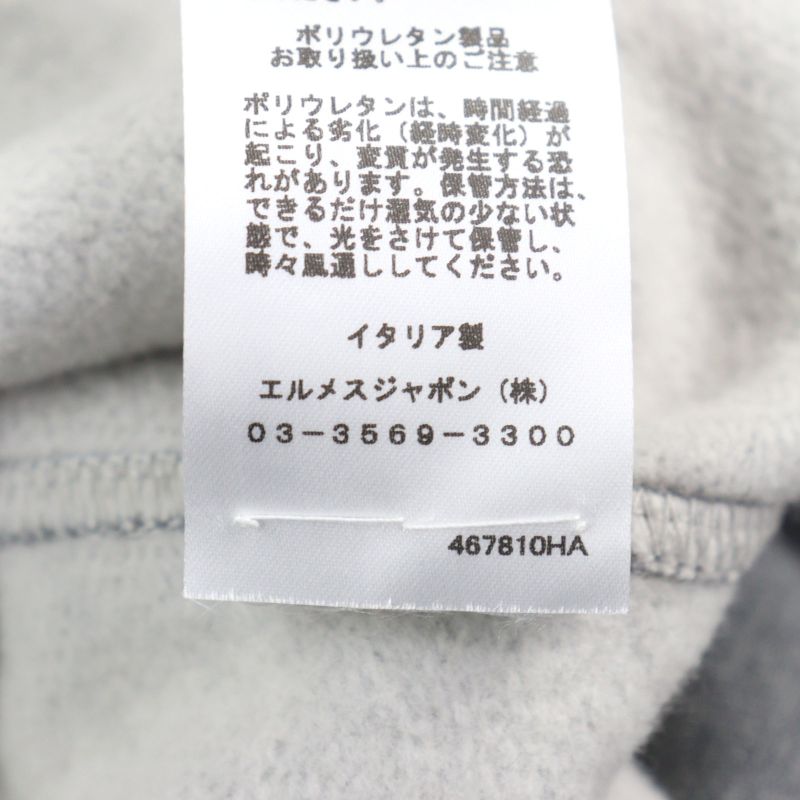 ポリウレタン製品
お取り扱い上のご注意
ポリウレタンは、時間経過
による劣化（経時変化）が
起こり、変質が発生する恐
れがあります。保管方法は、
できるだけ湿気の少ない状
態で、光をさけて保管し、
時々風通ししてください。
イタリア製
エルメスジャポン（株）
03-3569-3300
467810HA